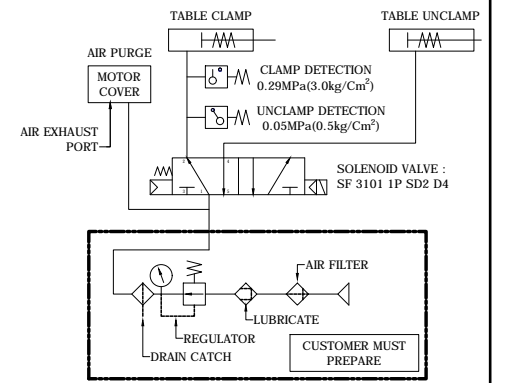 TABLE CLAMP
TABLE UNCLAMP
AIR PURGE
MOTOR
COVER
CLAMP DETECTION
0.29MPa(3.0kg/Cm²)
UNCLAMP DETECTION
0.05MPa(0.5kg/Cm²)
AIR EXHAUST
PORT
SOLENOID VALVE :
SF 3101 1P SD2 D4
AIR FILTER
LUBRICATE
REGULATOR
DRAIN CATCH
CUSTOMER MUST
PREPARE